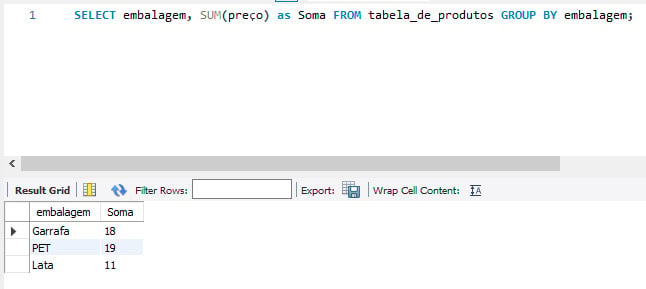 1 SELECT embalagem, SUM(preço) as Soma FROM tabela_de_produtos GROUP BY embalagem;
Result Grid Filter Rows: Export: Wrap Cell Content:
embalagem Soma
Garrafa 18
PET 19
Lata 11